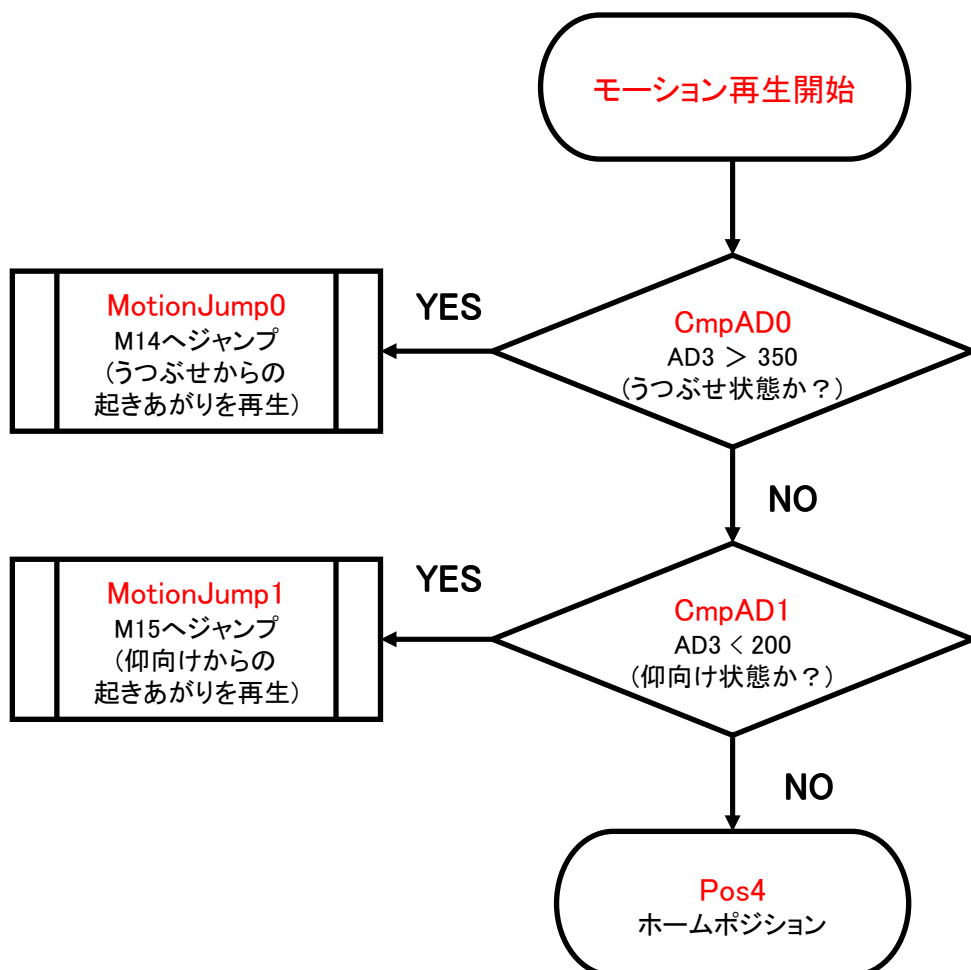 モーション再生開始
CmpAD0
AD3 ＞ 350
(うつぶせ状態か？)
YES
MotionJump0
M14へジャンプ
(うつぶせからの
起きあがりを再生)
NO
CmpAD1
AD3 < 200
(仰向け状態か？)
YES
MotionJump1
M15へジャンプ
(仰向けからの
起きあがりを再生)
NO
Pos4
ホームポジション